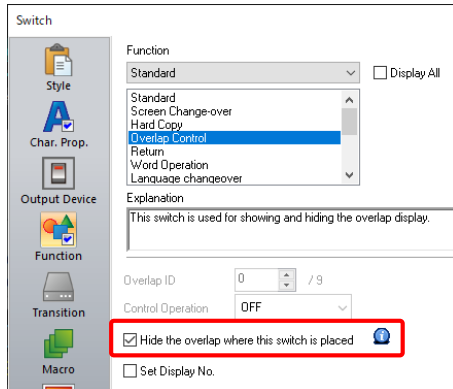 Switch
Style
Char. Prop.
Output Device
Function
Transition
Macro
Function
Standard
Display All
Standard
Screen Change-over
Hard Copy
Overlap Control
Return
Word Operation
Language changeover
Explanation
This switch is used for showing and hiding the overlap display.
Overlap ID 0 / 9
Control Operation OFF
Hide the overlap where this switch is placed
Set Display No.